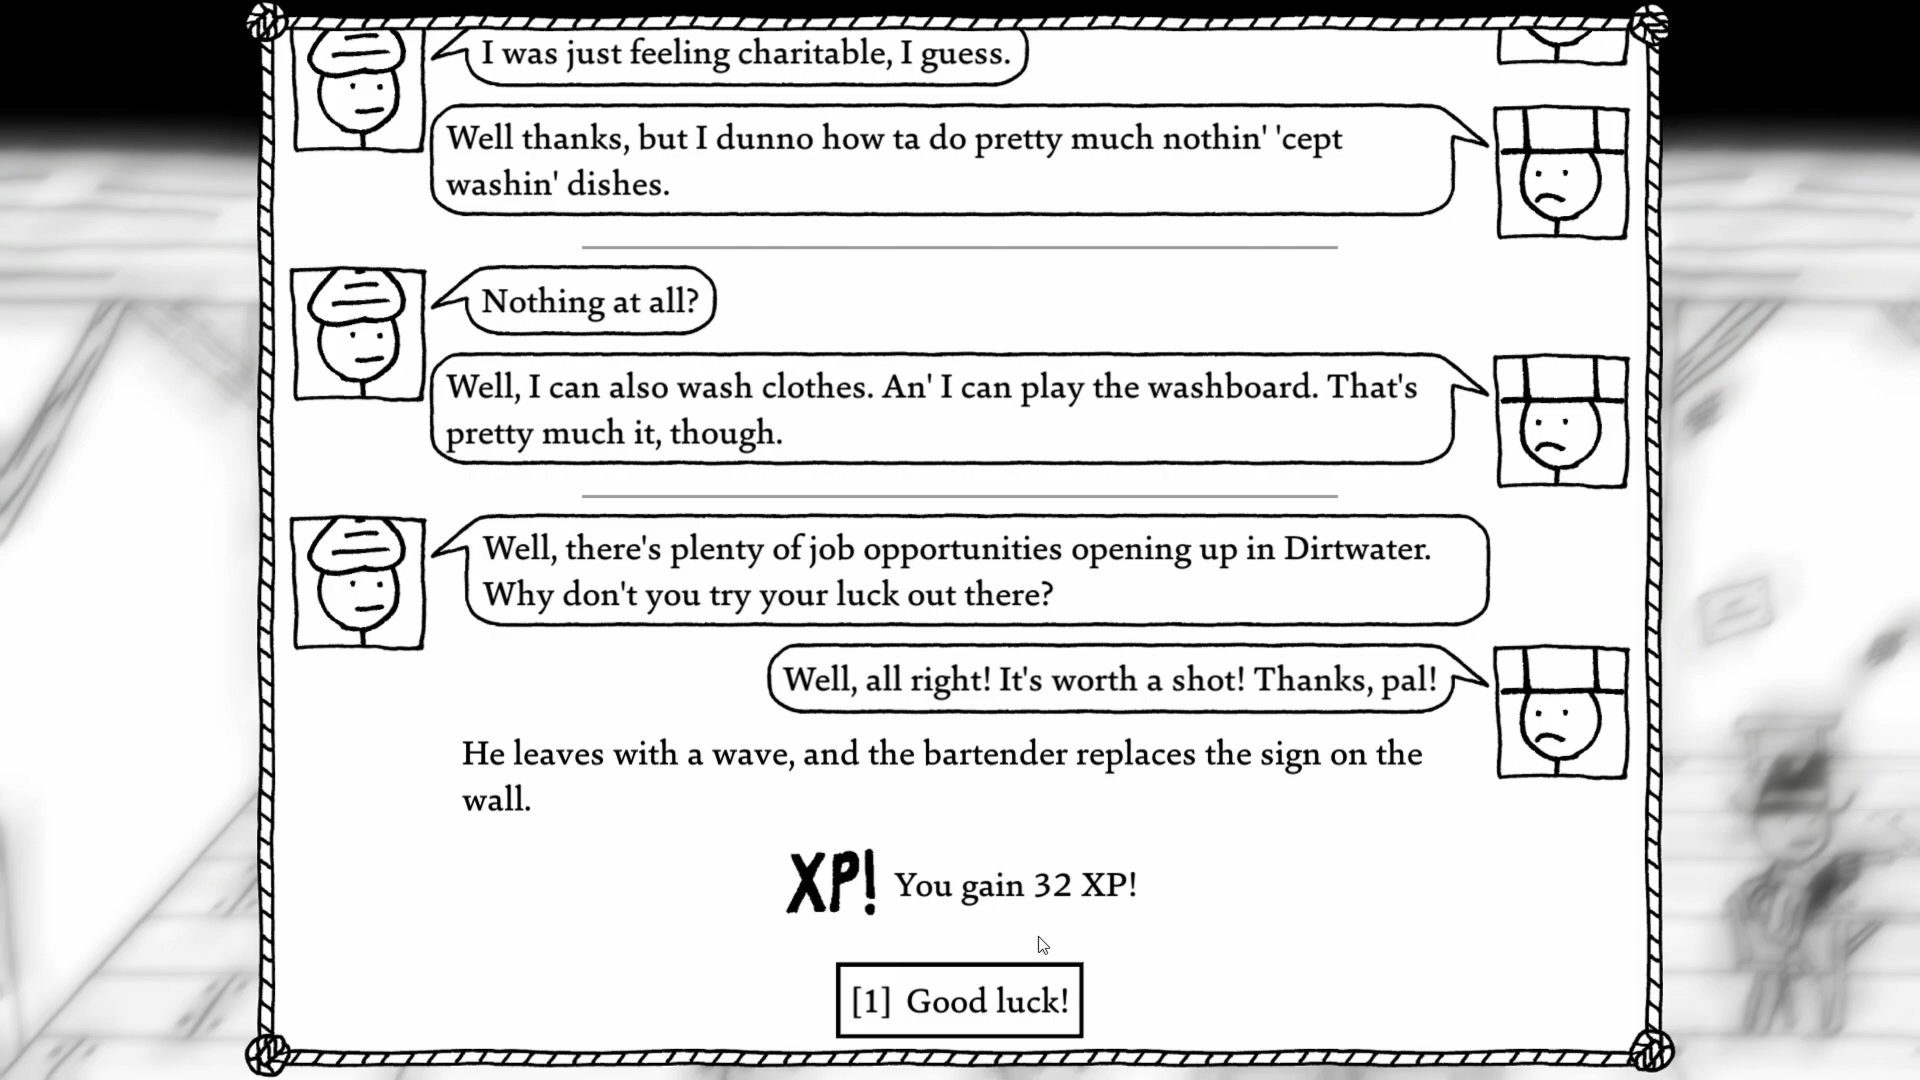 I was just feeling charitable, I guess.
Well thanks, but I dunno how ta do pretty much nothin' 'cept
washin' dishes.
Nothing at all?
Well, I can also wash clothes. An' I can play the washboard. That's
pretty much it, though.
Well, there's plenty of job opportunities opening up in Dirtwater.
Why don't you try your luck out there?
Well, all right! It's worth a shot! Thanks, pal!
He leaves with a wave, and the bartender replaces the sign on the
wall.
XP! You gain 32 XP!
[1] Good luck!